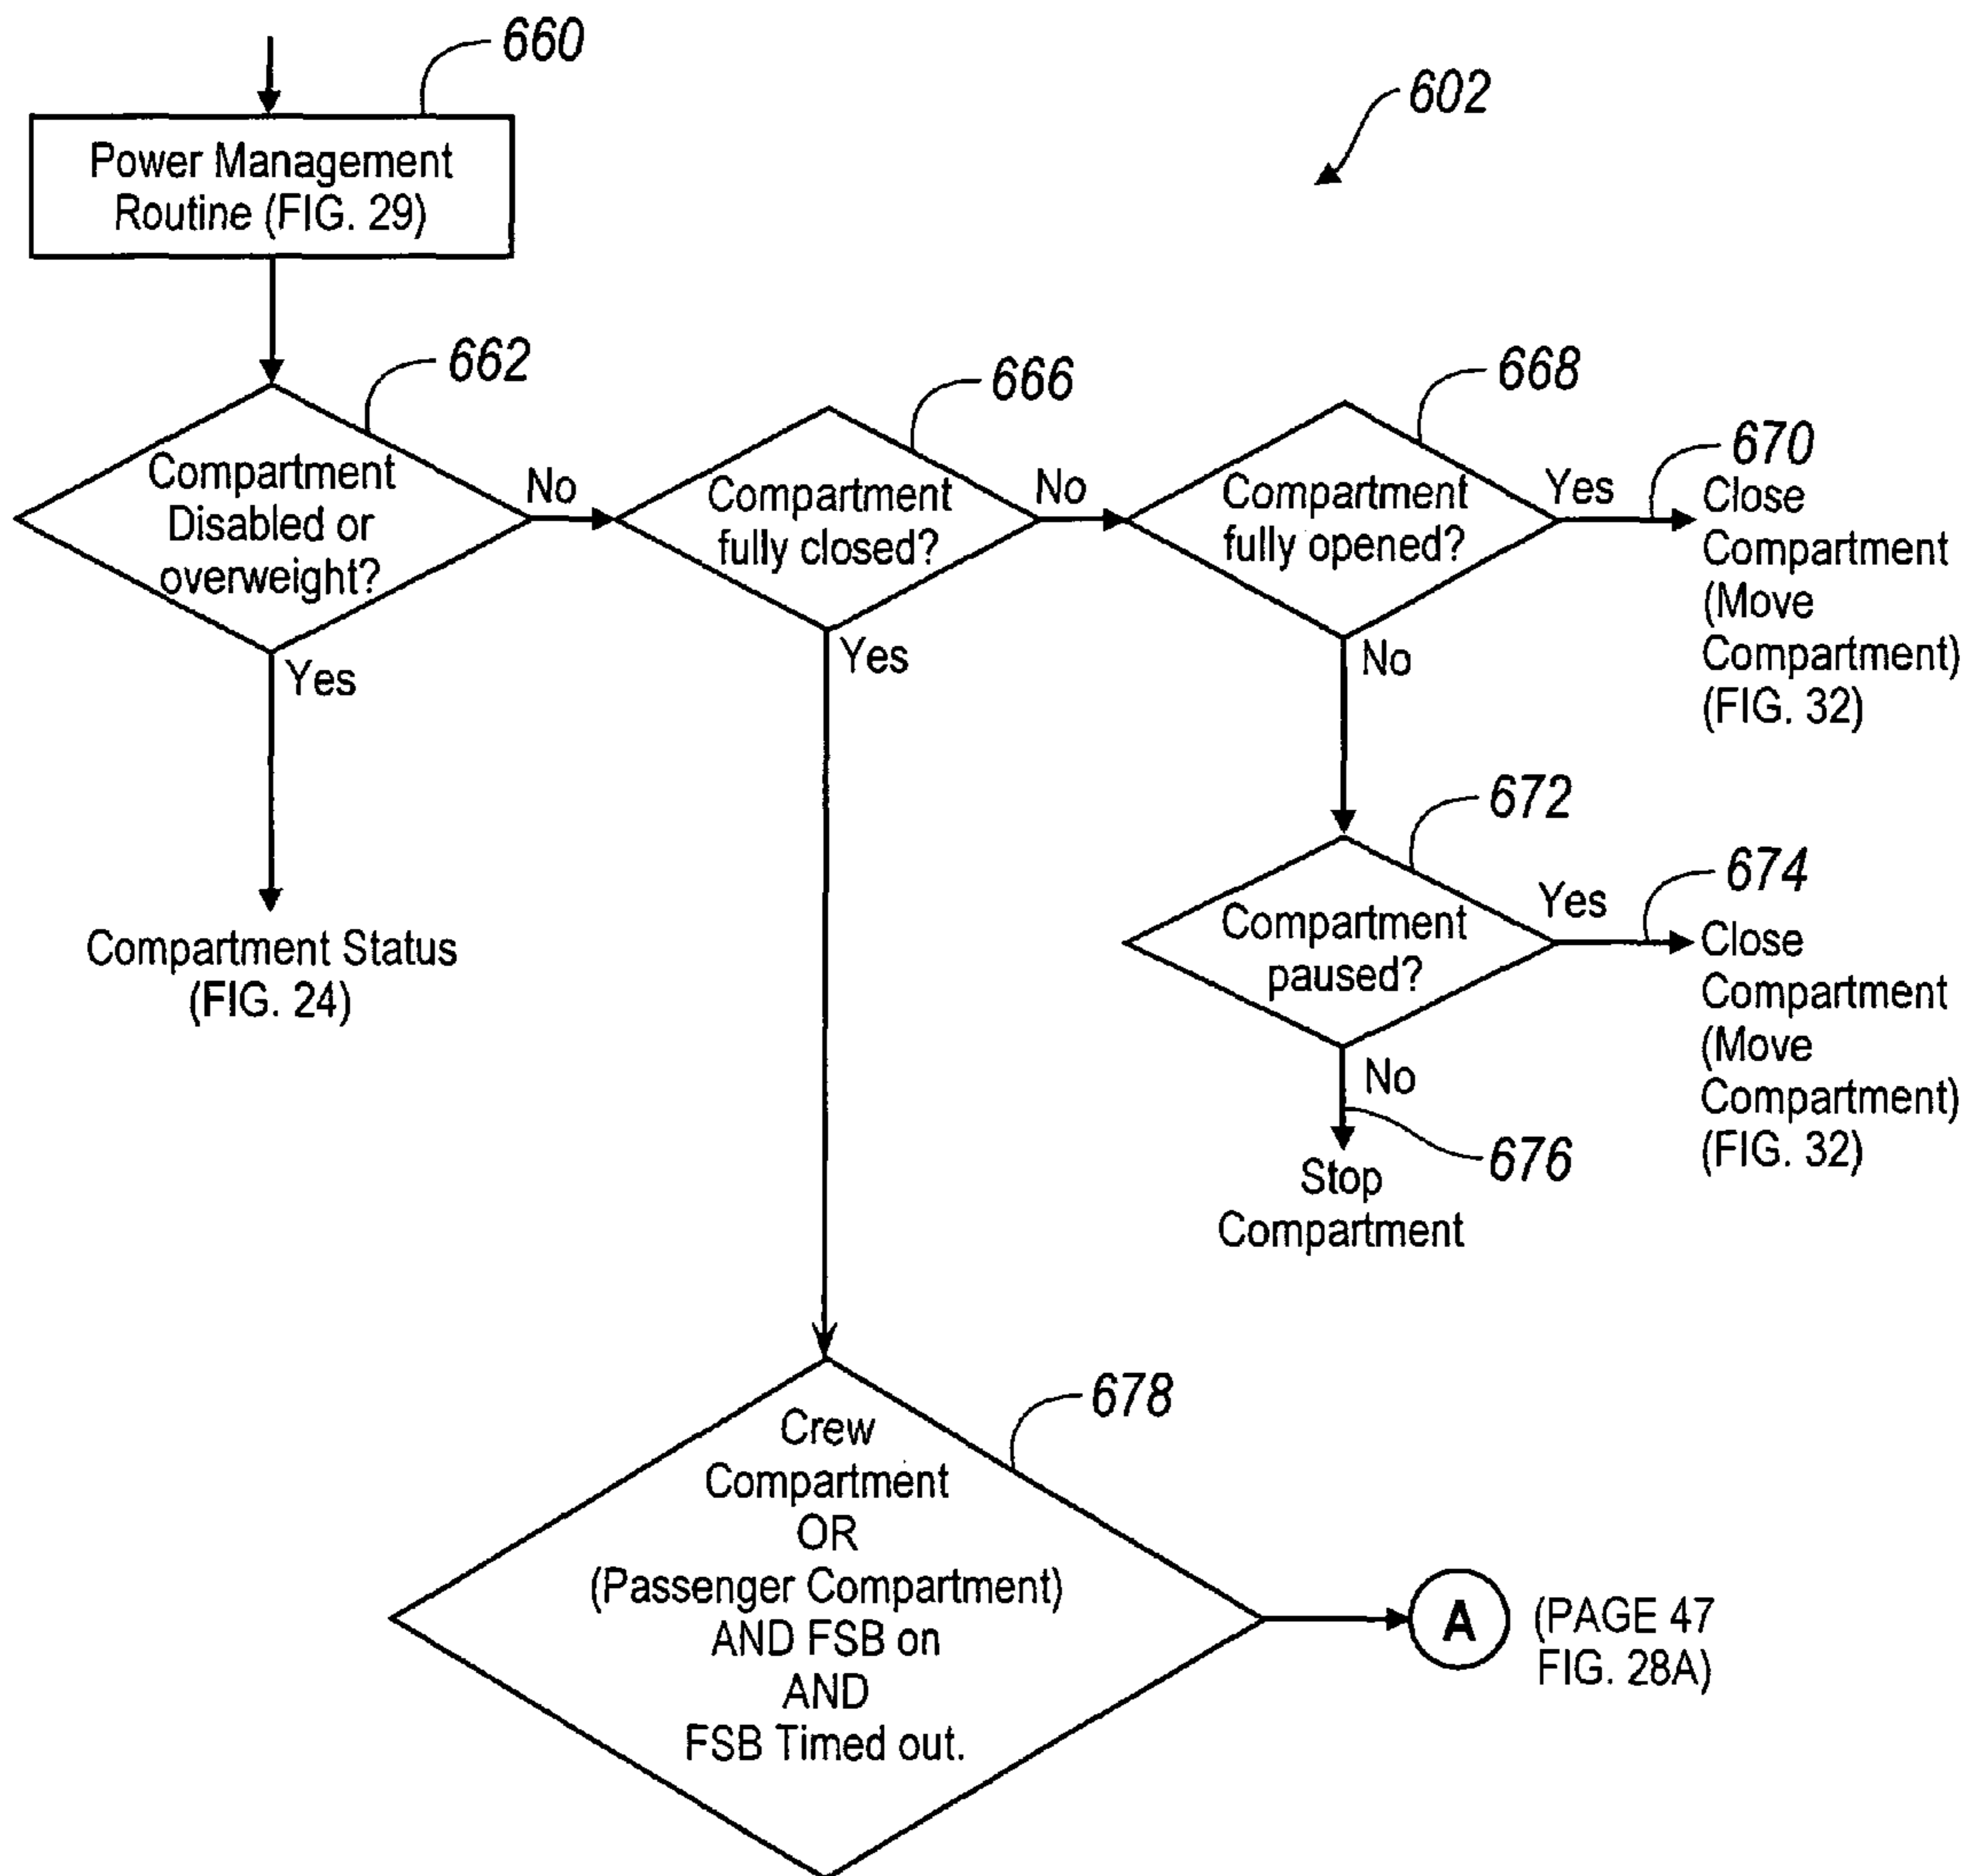 660
602
Power Management
Routine (FIG. 29)
662
666
668
670
Compartment
Disabled or
overweight?
No
Compartment
fully closed?
No
Compartment
fully opened?
Yes
Close
Compartment
(Move
Compartment)
(FIG. 32)
Yes
Yes
No
672
674
Compartment Status
(FIG. 24)
Compartment
paused?
Yes
Close
Compartment
(Move
Compartment)
(FIG. 32)
No
676
Stop
Compartment
678
Crew
Compartment
OR
(Passenger Compartment)
AND FSB on
AND
FSB Timed out.
A
(PAGE 47
FIG. 28A)